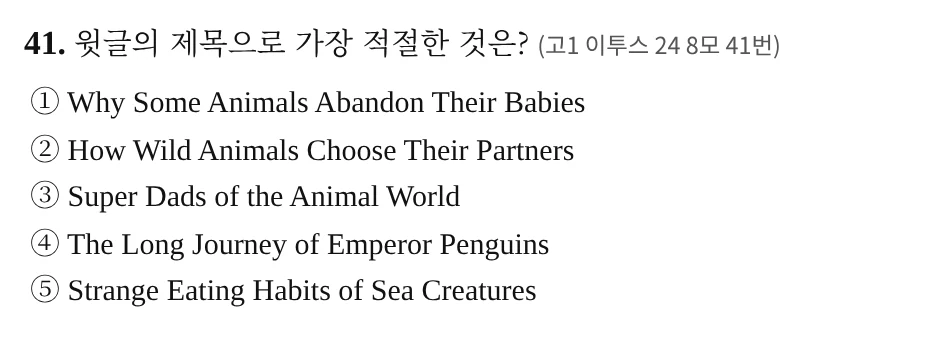 41. 윗글의 제목으로 가장 적절한 것은? (고1 이투스 24 8모 41번)
① Why Some Animals Abandon Their Babies
② How Wild Animals Choose Their Partners
③ Super Dads of the Animal World
④ The Long Journey of Emperor Penguins
⑤ Strange Eating Habits of Sea Creatures